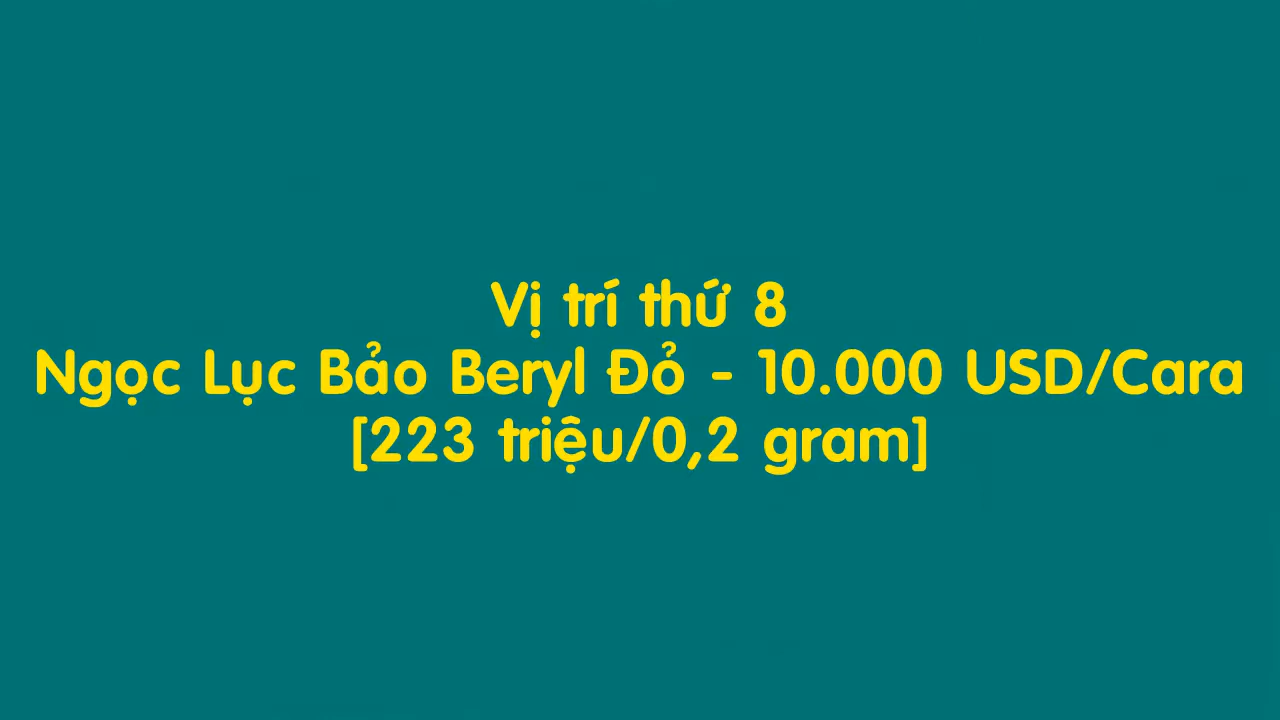 Vị trí thứ 8
Ngọc Lục Bảo Beryl Đỏ - 10.000 USD/Cara
[223 triệu/0,2 gram]